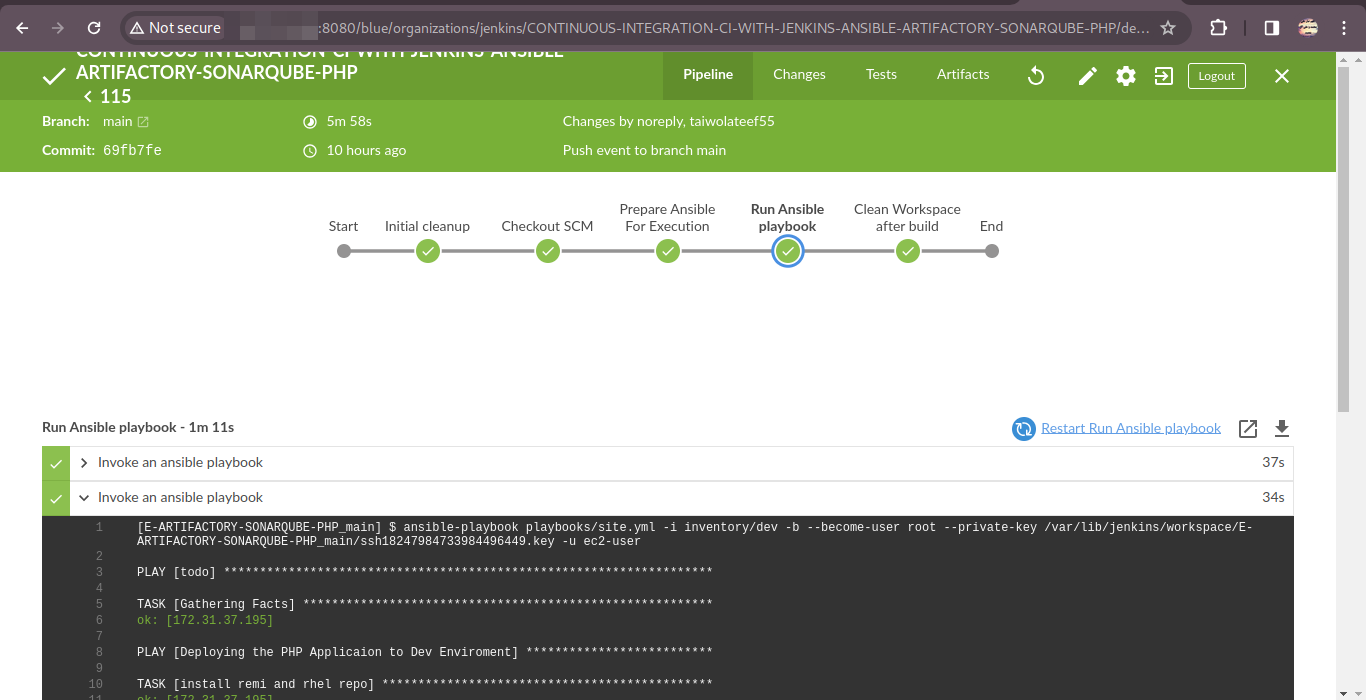 Not secure
:8080/blue/organizations/jenkins/CONTINUOUS-INTEGRATION-CI-WITH-JENKINS-ANSIBLE-ARTIFACTORY-SONARQUBE-PHP/de...
CONTINUOUS-INTEGRATION-CI-WITH-JENKINS-ANSIBLE
ARTIFACTORY-SONARQUBE-PHP
< 115
Pipeline Changes Tests Artifacts Logout
Branch: main 5m 58s Changes by noreply, taiwolateef55
Commit: 69fb7fe 10 hours ago Push event to branch main
Start Initial cleanup Checkout SCM Prepare Ansible For Execution Run Ansible playbook Clean Workspace after build End
Run Ansible playbook - 1m 11s Restart Run Ansible playbook
Invoke an ansible playbook 37s
Invoke an ansible playbook 34s
1 [E-ARTIFACTORY-SONARQUBE-PHP_main] $ ansible-playbook playbooks/site.yml -i inventory/dev -b --become-user root --private-key /var/lib/jenkins/workspace/E-
ARTIFACTORY-SONARQUBE-PHP_main/ssh18247984733984496449.key -u ec2-user
2
3 PLAY [todo] ********************************************************************
4
5 TASK [Gathering Facts] *********************************************************
6 ok: [172.31.37.195]
7
8 PLAY [Deploying the PHP Applicaion to Dev Enviroment] **************************
9
10 TASK [install remi and rhel repo] **********************************************
11 ok: [172.31.37.195]